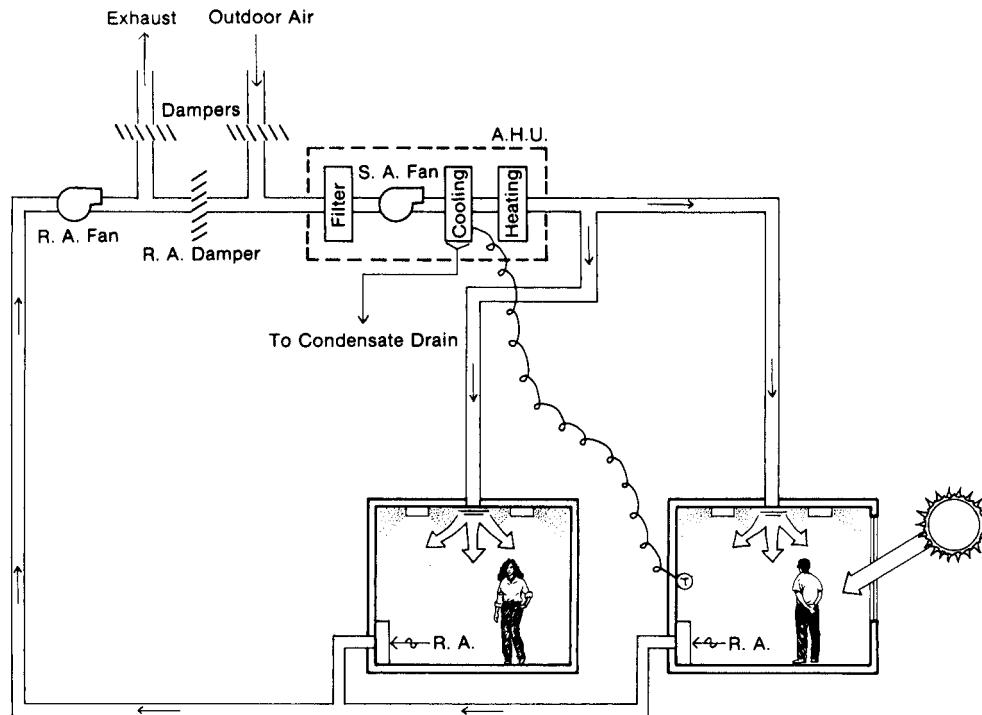 Exhaust
Outdoor Air
Dampers
A.H.U.
S. A. Fan
Filter
Cooling
Heating
R. A. Fan
R. A. Damper
To Condensate Drain
T
R. A.
R. A.